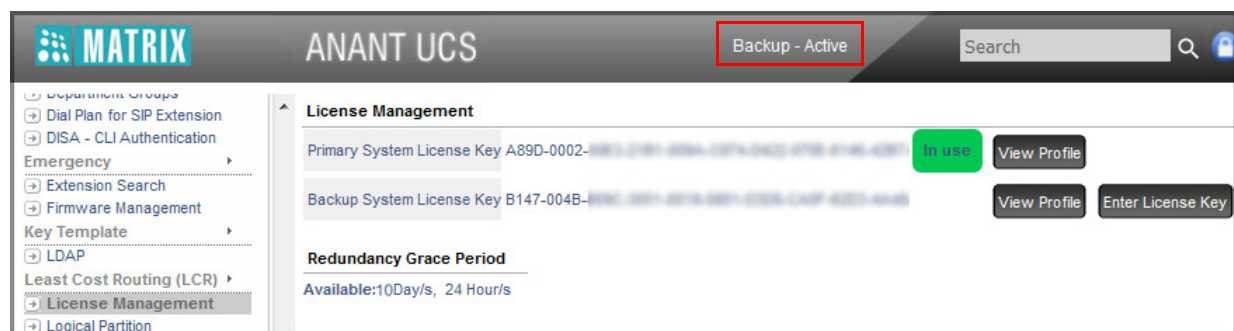 MATRIX
ANANT UCS
Backup - Active
Search
Department Groups
Dial Plan for SIP Extension
DISA - CLI Authentication
Emergency
Extension Search
Firmware Management
Key Template
LDAP
Least Cost Routing (LCR)
License Management
Logical Partition
License Management
Primary System License Key A89D-0002- In use View Profile
Backup System License Key B147-004B- View Profile Enter License Key
Redundancy Grace Period
Available:10Day/s, 24 Hour/s